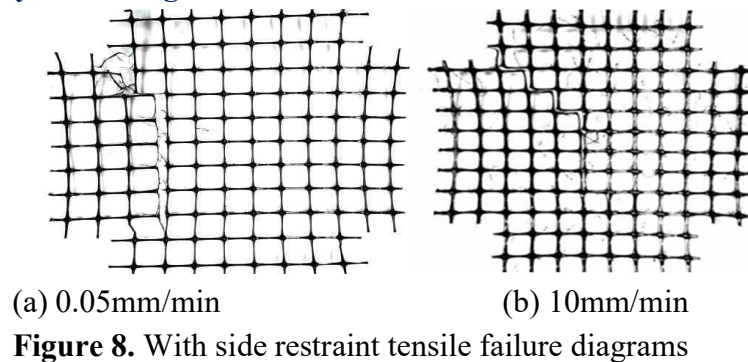 (a) 0.05mm/min (b) 10mm/min
Figure 8. With side restraint tensile failure diagrams